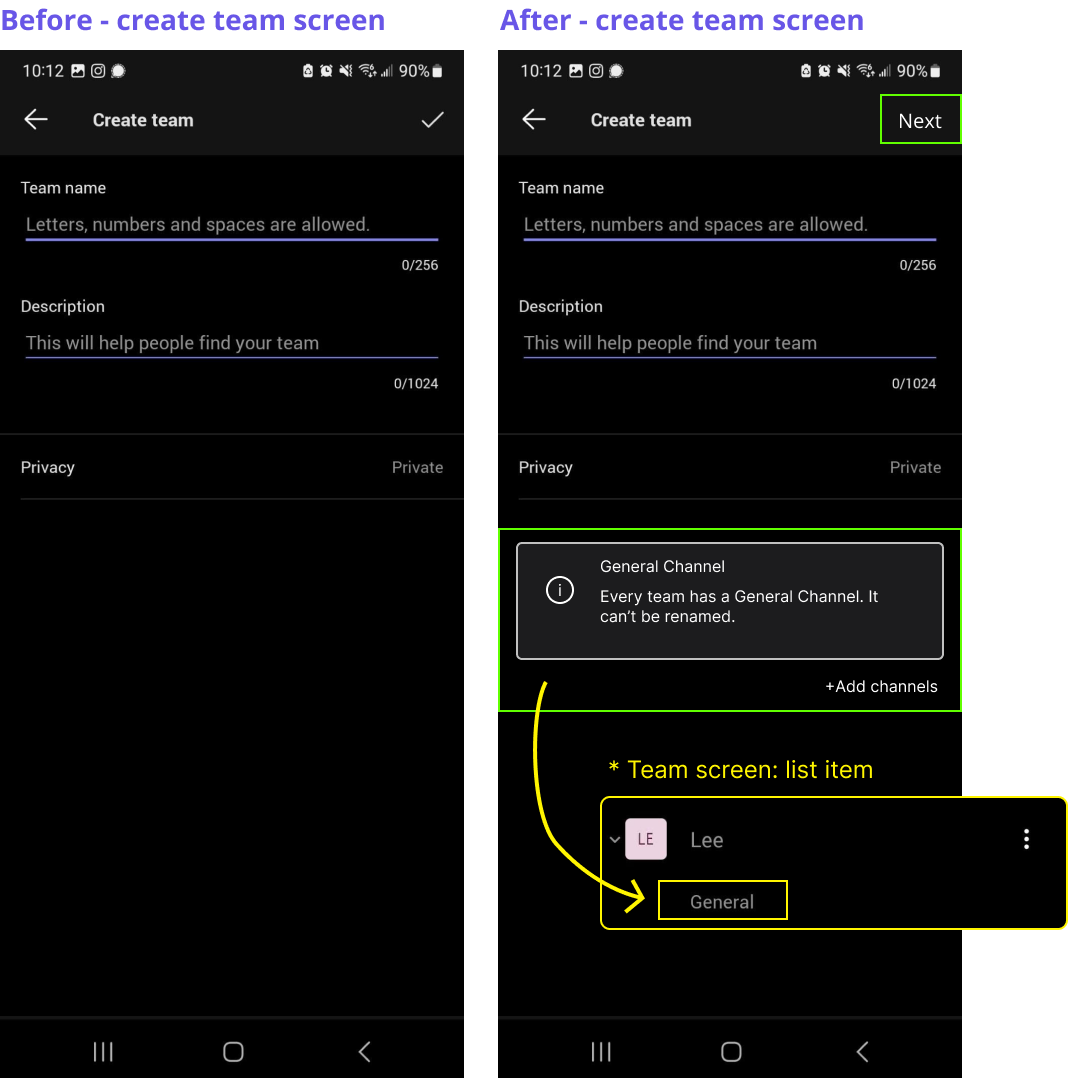 Before - create team screen
10:12
90%
Create team
Team name
Letters, numbers and spaces are allowed.
0/256
Description
This will help people find your team
0/1024
Privacy Private
After - create team screen
10:12
90%
Create team
Next
Team name
Letters, numbers and spaces are allowed.
0/256
Description
This will help people find your team
0/1024
Privacy Private
General Channel
Every team has a General Channel. It
can’t be renamed.
+Add channels
* Team screen: list item
LE Lee
General